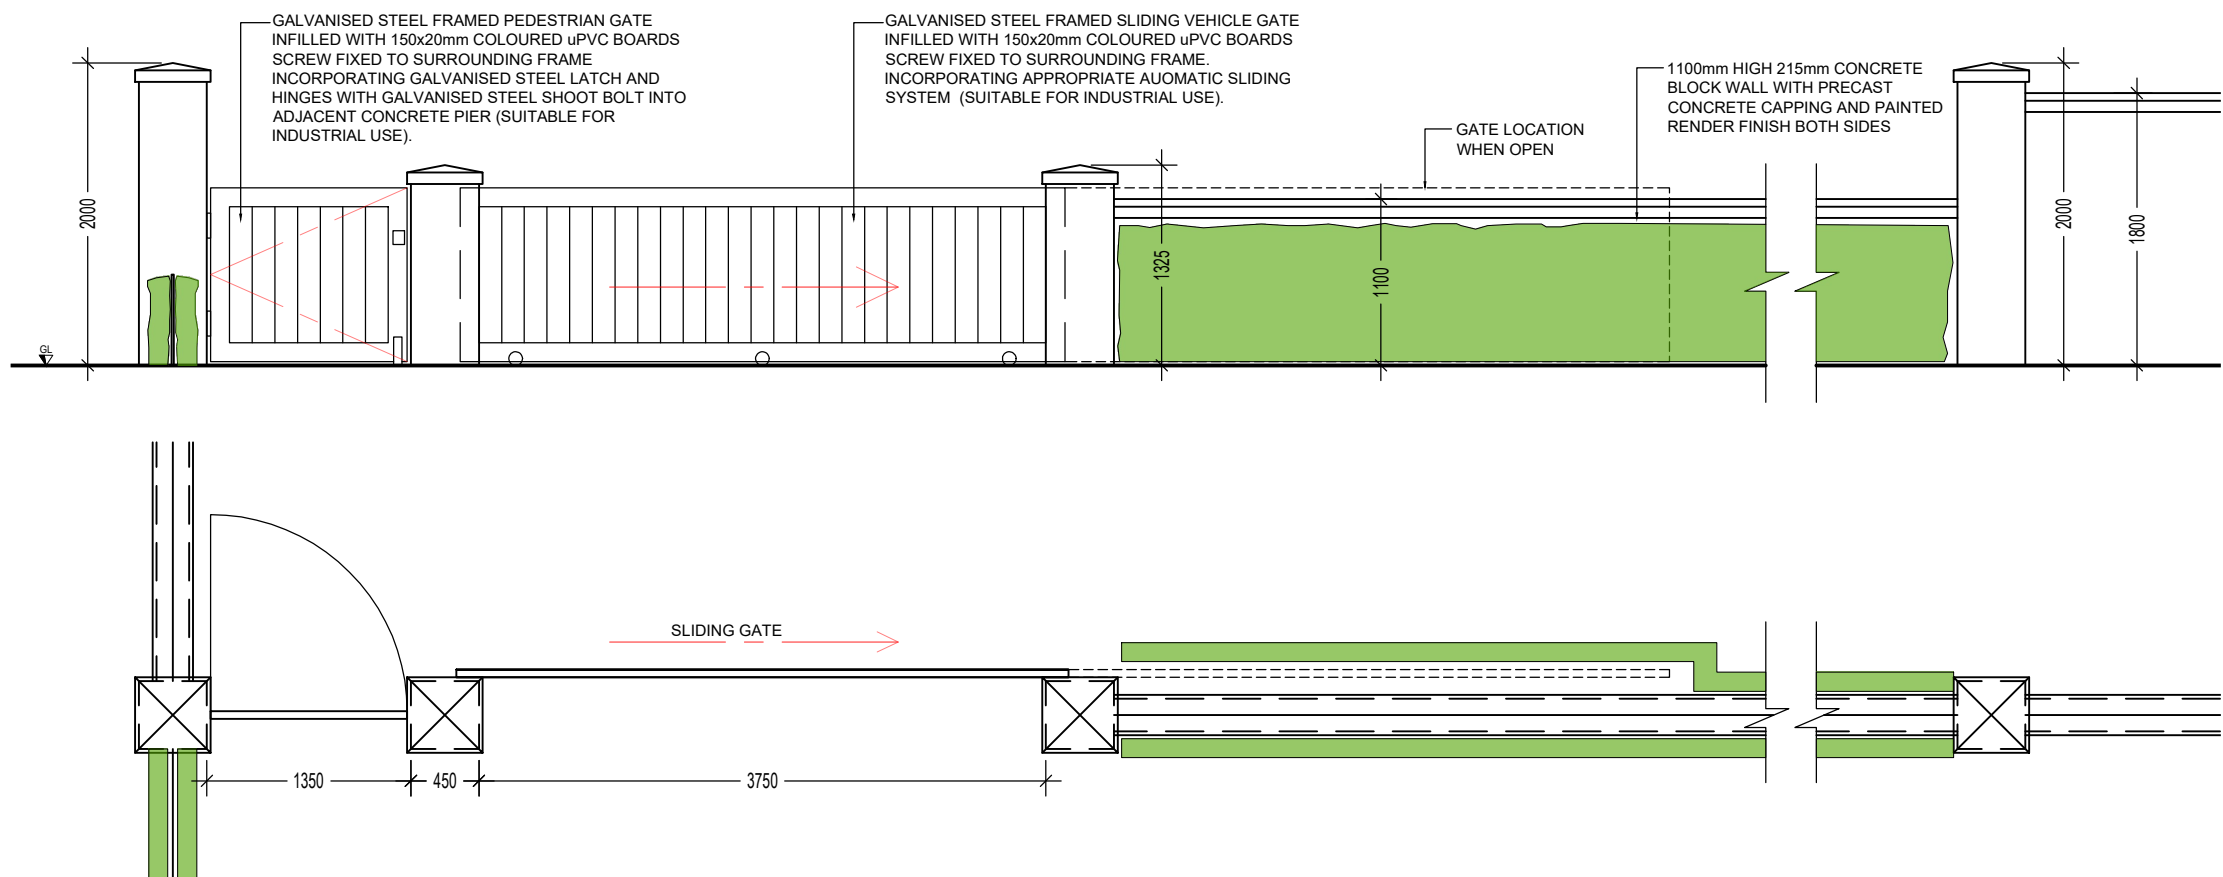 GALVANISED STEEL FRAMED PEDESTRIAN GATE
INFILLED WITH 150x20mm COLOURED uPVC BOARDS
SCREW FIXED TO SURROUNDING FRAME
INCORPORATING GALVANISED STEEL LATCH AND
HINGES WITH GALVANISED STEEL SHOOT BOLT INTO
ADJACENT CONCRETE PIER (SUITABLE FOR
INDUSTRIAL USE).
GALVANISED STEEL FRAMED SLIDING VEHICLE GATE
INFILLED WITH 150x20mm COLOURED uPVC BOARDS
SCREW FIXED TO SURROUNDING FRAME.
INCORPORATING APPROPRIATE AUOMATIC SLIDING
SYSTEM (SUITABLE FOR INDUSTRIAL USE).
GATE LOCATION
WHEN OPEN
1100mm HIGH 215mm CONCRETE
BLOCK WALL WITH PRECAST
CONCRETE CAPPING AND PAINTED
RENDER FINISH BOTH SIDES
2000
1325
1100
2000
1800
GL
SLIDING GATE
1350
450
3750